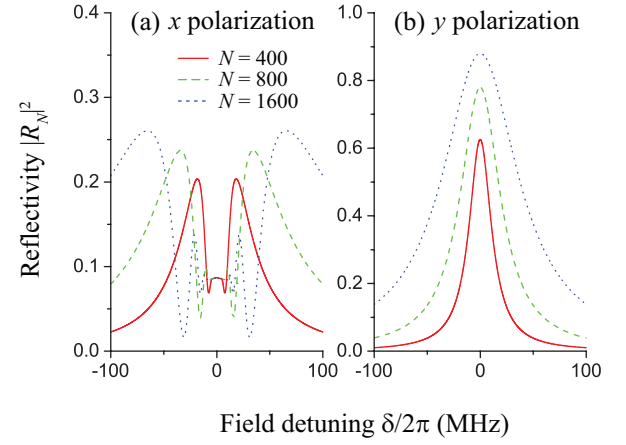 (a) x polarization
(b) y polarization
N = 400
N = 800
N = 1600
Reflectivity |R_N|^2
0.4
0.3
0.2
0.1
0.0
-100
0
100
1.0
0.8
0.6
0.4
0.2
0.0
-100
0
100
Field detuning δ/2π (MHz)